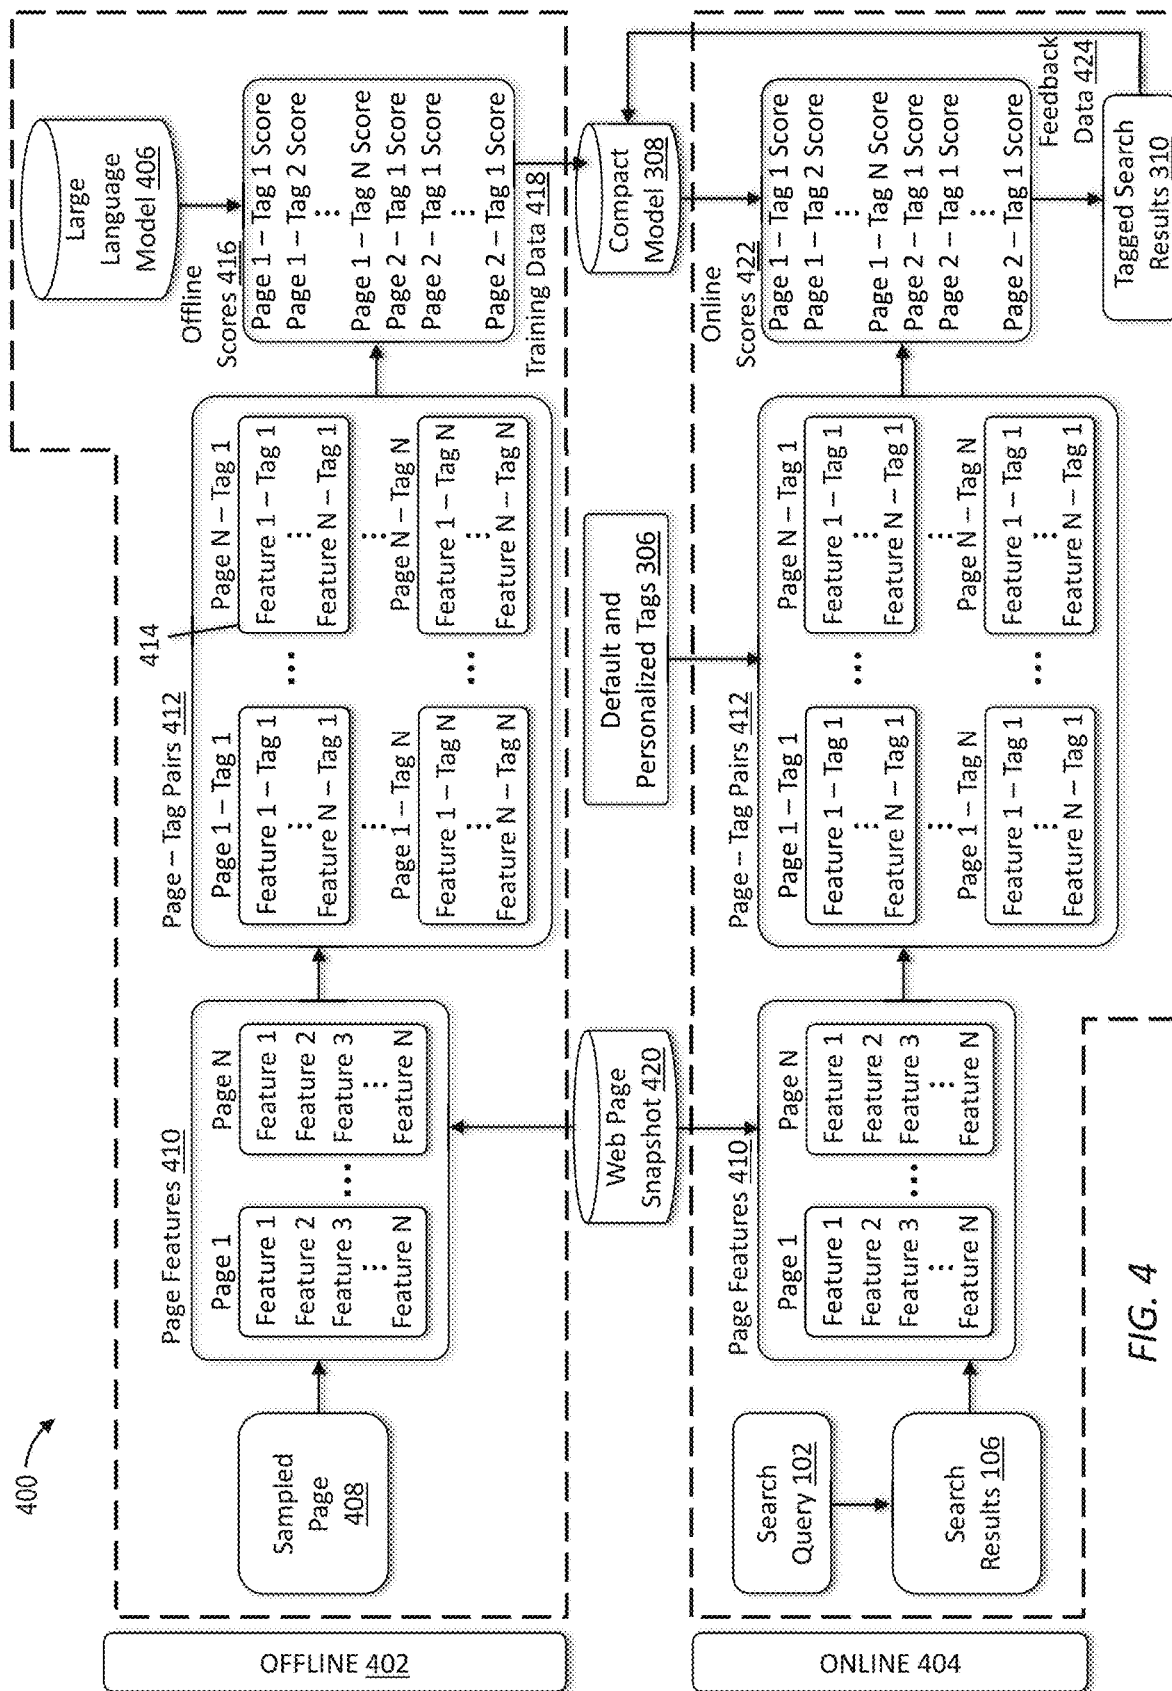 400
OFFLINE 402
Sampled
Page
408
Page Features 410
Page 1
Feature 1
Feature 2
Feature 3
Feature N
Page N
Feature 1
Feature 2
Feature 3
Feature N
Page – Tag Pairs 412
414
Page 1 – Tag 1
Feature 1 – Tag 1
Feature N – Tag 1
Page N – Tag 1
Feature 1 – Tag 1
Feature N – Tag 1
Page 1 – Tag N
Feature 1 – Tag N
Feature N – Tag N
Page N – Tag N
Feature 1 – Tag N
Feature N – Tag N
Large
Language
Model 406
Offline
Scores 416
Page 1 – Tag 1 Score
Page 1 – Tag 2 Score
Page 1 – Tag N Score
Page 2 – Tag 1 Score
Page 2 – Tag 1 Score
Page 2 – Tag 1 Score
Training Data 418
Web Page
Snapshot 420
Default and
Personalized Tags 306
Compact
Model 308
ONLINE 404
Search
Query 102
Search
Results 106
Page Features 410
Page 1
Feature 1
Feature 2
Feature 3
Feature N
Page N
Feature 1
Feature 2
Feature 3
Feature N
Page – Tag Pairs 412
Page 1 – Tag 1
Feature 1 – Tag 1
Feature N – Tag 1
Page N – Tag 1
Feature 1 – Tag 1
Feature N – Tag 1
Page 1 – Tag N
Feature 1 – Tag 1
Feature N – Tag 1
Page N – Tag N
Feature 1 – Tag 1
Feature N – Tag 1
Online
Scores 422
Page 1 – Tag 1 Score
Page 1 – Tag 2 Score
Page 1 – Tag N Score
Page 2 – Tag 1 Score
Page 2 – Tag 1 Score
Page 2 – Tag 1 Score
Feedback
Data 424
Tagged Search
Results 310
FIG. 4